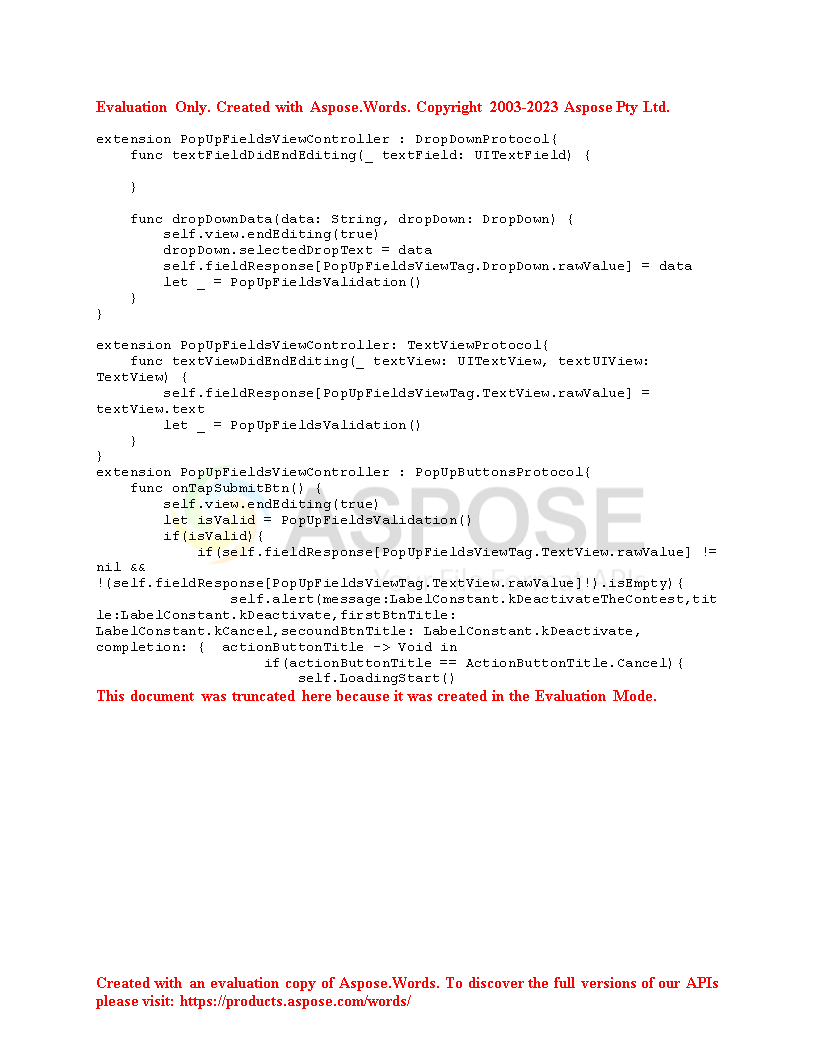 Evaluation Only. Created with Aspose.Words. Copyright 2003-2023 Aspose Pty Ltd.
extension PopUpFieldsViewController : DropDownProtocol{
    func textFieldDidEndEditing(_ textField: UITextField) {
    }
    func dropDownData(data: String, dropDown: DropDown) {
        self.view.endEditing(true)
        dropDown.selectedDropText = data
        self.fieldResponse[PopUpFieldsViewTag.DropDown.rawValue] = data
        let _ = PopUpFieldsValidation()
    }
}
extension PopUpFieldsViewController: TextViewProtocol{
    func textViewDidEndEditing(_ textView: UITextView, textUIView:
TextView) {
        self.fieldResponse[PopUpFieldsViewTag.TextView.rawValue] =
textView.text
        let _ = PopUpFieldsValidation()
    }
}
extension PopUpFieldsViewController : PopUpButtonsProtocol{
    func onTapSubmitBtn() {
        self.view.endEditing(true)
        let isValid = PopUpFieldsValidation()
        if(isValid){
            if(self.fieldResponse[PopUpFieldsViewTag.TextView.rawValue] !=
nil &&
!(self.fieldResponse[PopUpFieldsViewTag.TextView.rawValue]!).isEmpty){
                self.alert(message:LabelConstant.kDeactivateTheContest,tit
le:LabelConstant.kDeactivate,firstBtnTitle:
LabelConstant.kCancel,secoundBtnTitle: LabelConstant.kDeactivate,
completion: {  actionButtonTitle -> Void in
                    if(actionButtonTitle == ActionButtonTitle.Cancel){
                        self.LoadingStart()
This document was truncated here because it was created in the Evaluation Mode.
ASPOSE
Your File Format APIs
Created with an evaluation copy of Aspose.Words. To discover the full versions of our APIs
please visit: https://products.aspose.com/words/